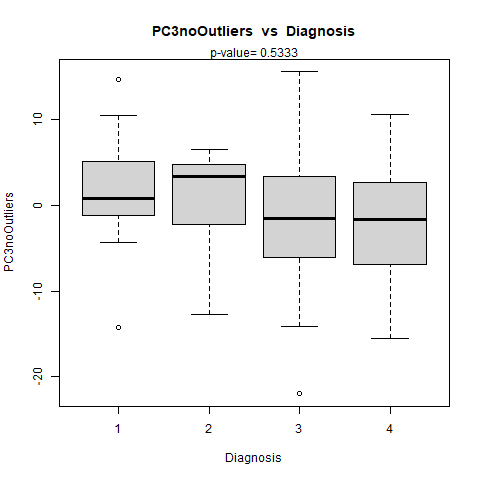 PC3noOutliers vs Diagnosis
p-value= 0.5333
10
0
-10
-20
PC3noOutliers
1 2 3 4
Diagnosis